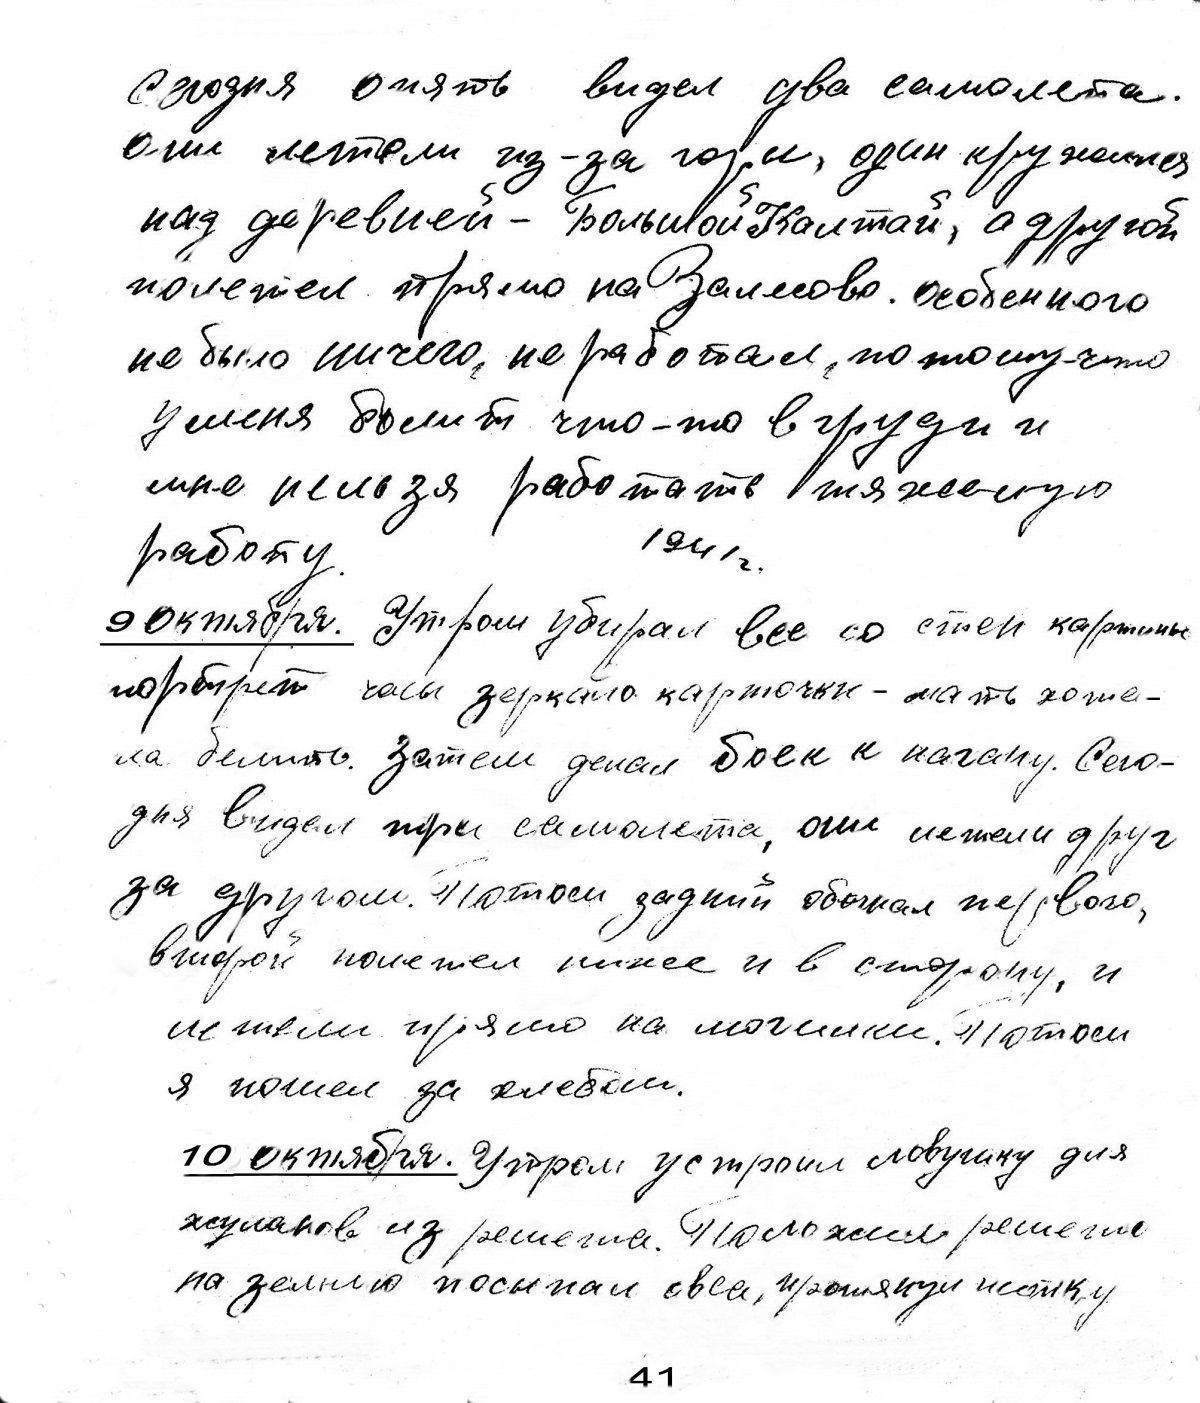 Сегодня опять видел два самолета.
Они летели из-за горы, один кружился
над деревней - Большой Калтай, а другой
полетел прямо на Залесово. Особенного
не было ничего, не работал, потому-что
у меня болит что-то в груди и
мне нельзя работать тяжелую
работу.
1941 г.
9 Октября. Утром убирал все со стен картины
портрет часы зеркало карточки - мать хоте-
ла белить. Затем делал боек к нагану. Сего-
дня видел три самолета, они летели друг
за другом. Потом задний обогнал первого,
второй полетел ниже и в сторону, и
летели прямо на могилки. Потом
я пошел за хлебом.
10 Октября. Утром устроил ловушку для
жуланов из решета. Положил решето
на землю посыпал овса, протянул нитку
41